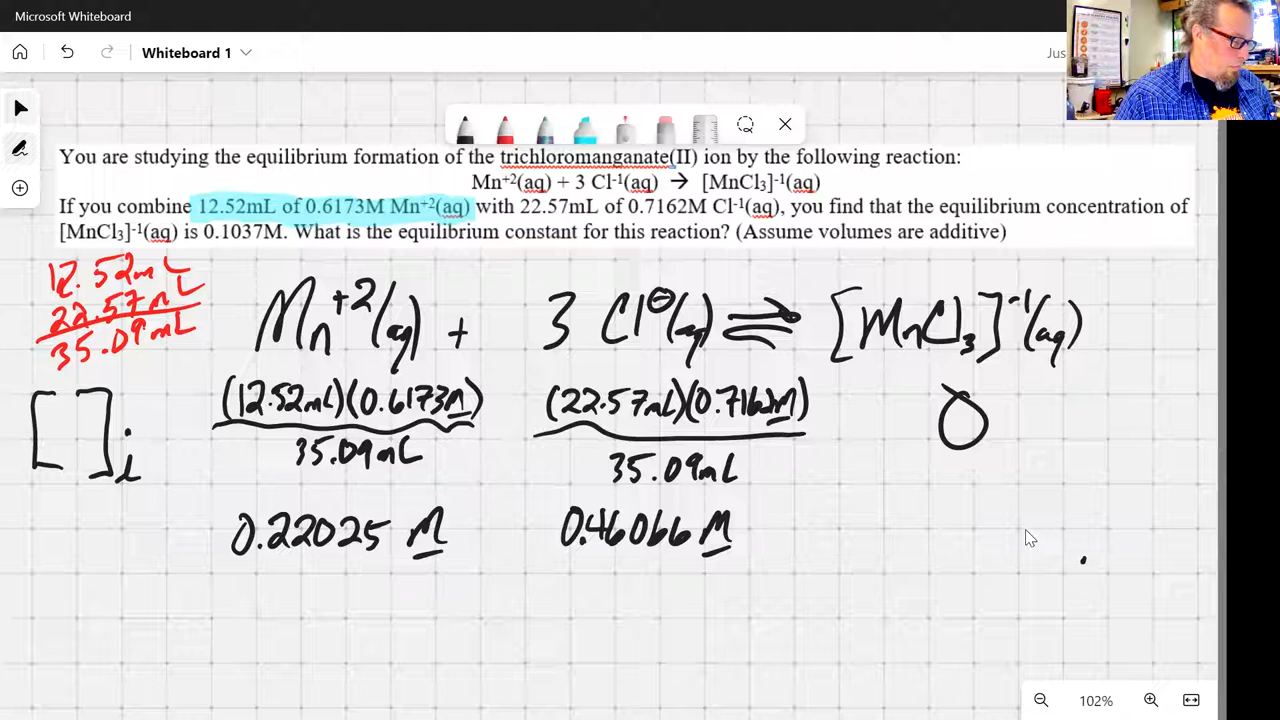 Microsoft Whiteboard
Whiteboard 1
Jus
You are studying the equilibrium formation of the trichloromanganate(II) ion by the following reaction:
Mn⁺²(aq) + 3 Cl⁻¹(aq) → [MnCl₃]⁻¹(aq)
If you combine 12.52mL of 0.6173M Mn⁺²(aq) with 22.57mL of 0.7162M Cl⁻¹(aq), you find that the equilibrium concentration of
[MnCl₃]⁻¹(aq) is 0.1037M. What is the equilibrium constant for this reaction? (Assume volumes are additive)
12.52mL
22.57mL
35.09mL
Mn⁺²(aq) + 3 Cl⊖(aq) ⇌ [MnCl₃]⁻¹(aq)
[ ]i (12.52mL)(0.6173M) (22.57mL)(0.7162M) 0
35.09mL 35.09mL
0.22025 M 0.46066 M
102%